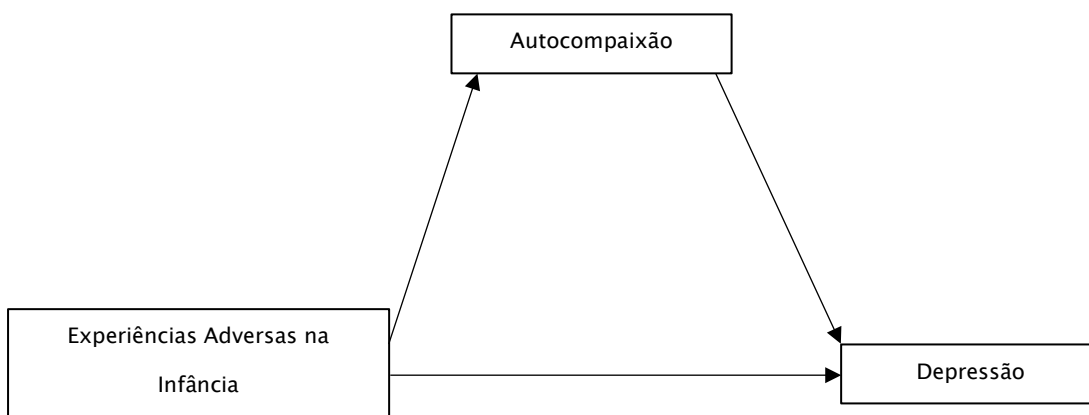 Autocompaixão
Experiências Adversas na
Infância
Depressão